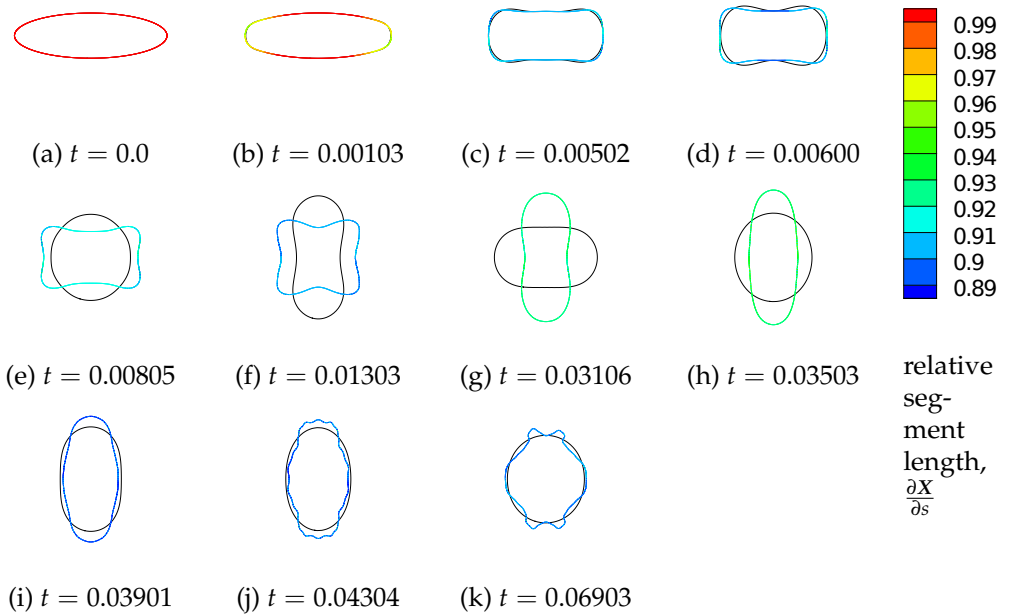 0.99
0.98
0.97
0.96
0.95
0.94
0.93
0.92
0.91
0.9
0.89
(a) t = 0.0
(b) t = 0.00103
(c) t = 0.00502
(d) t = 0.00600
(e) t = 0.00805
(f) t = 0.01303
(g) t = 0.03106
(h) t = 0.03503
relative
seg-
ment
length,
∂X
∂s
(i) t = 0.03901
(j) t = 0.04304
(k) t = 0.06903